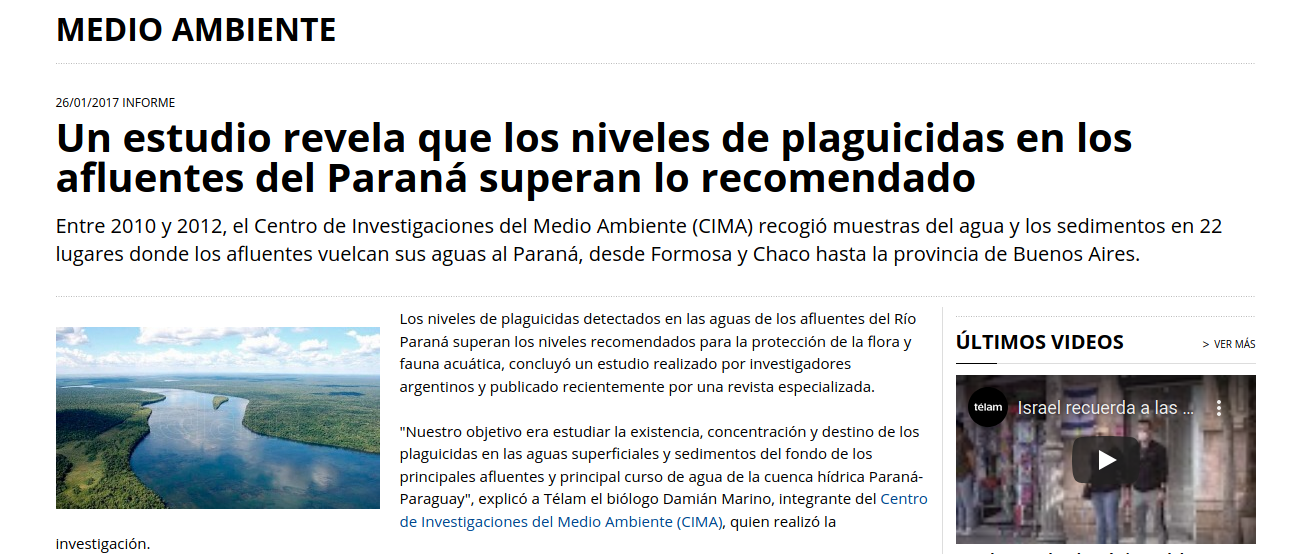 MEDIO AMBIENTE
26/01/2017 INFORME
Un estudio revela que los niveles de plaguicidas en los
afluentes del Paraná superan lo recomendado
Entre 2010 y 2012, el Centro de Investigaciones del Medio Ambiente (CIMA) recogió muestras del agua y los sedimentos en 22
lugares donde los afluentes vuelcan sus aguas al Paraná, desde Formosa y Chaco hasta la provincia de Buenos Aires.
Los niveles de plaguicidas detectados en las aguas de los afluentes del Río
Paraná superan los niveles recomendados para la protección de la flora y
fauna acuática, concluyó un estudio realizado por investigadores
argentinos y publicado recientemente por una revista especializada.
"Nuestro objetivo era estudiar la existencia, concentración y destino de los
plaguicidas en las aguas superficiales y sedimentos del fondo de los
principales afluentes y principal curso de agua de la cuenca hídrica Paraná-
Paraguay", explicó a Télam el biólogo Damián Marino, integrante del Centro
de Investigaciones del Medio Ambiente (CIMA), quien realizó la
investigación.
ÚLTIMOS VIDEOS
> VER MÁS
télam
Israel recuerda a las ...